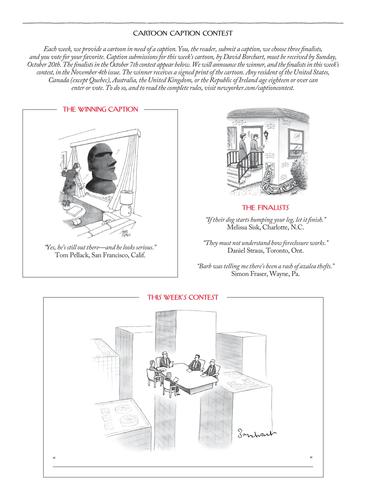 CARTOON CAPTION CONTEST
Each week, we provide a cartoon in need of a caption. You, the reader, submit a caption, we choose three finalists,
and you vote for your favorite. Caption submissions for this week's cartoon, by David Borchart, must be received by Sunday,
October 20th. The finalists in the October 7th contest appear below. We will announce the winner, and the finalists in this week's
contest, in the November 4th issue. The winner receives a signed print of the cartoon. Any resident of the United States,
Canada (except Quebec), Australia, the United Kingdom, or the Republic of Ireland age eighteen or over can
enter or vote. To do so, and to read the complete rules, visit newyorker.com/captioncontest.
THE WINNING CAPTION
"Yes, he's still out there—and he looks serious."
Tom Pellack, San Francisco, Calif.
THE FINALISTS
"If their dog starts humping your leg, let it finish."
Melissa Sisk, Charlotte, N.C.
"They must not understand how foreclosure works."
Daniel Straus, Toronto, Ont.
"Barb was telling me there's been a rash of azalea thefts."
Simon Fraser, Wayne, Pa.
THIS WEEK'S CONTEST
Borchart
" "